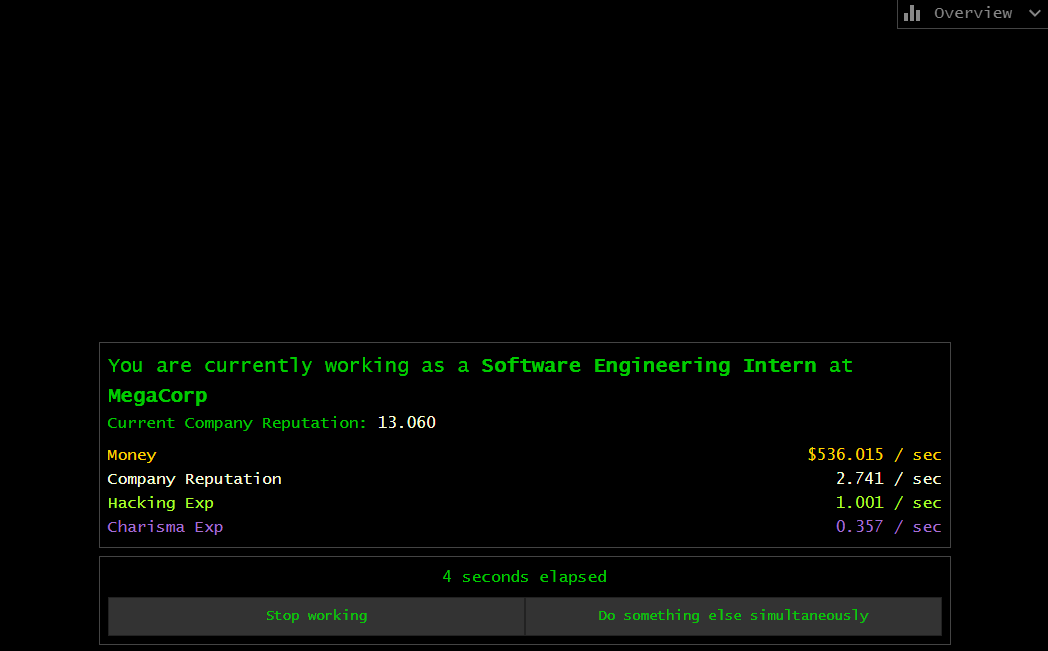 Overview
You are currently working as a Software Engineering Intern at
MegaCorp
Current Company Reputation: 13.060
Money $536.015 / sec
Company Reputation 2.741 / sec
Hacking Exp 1.001 / sec
Charisma Exp 0.357 / sec
4 seconds elapsed
Stop working Do something else simultaneously